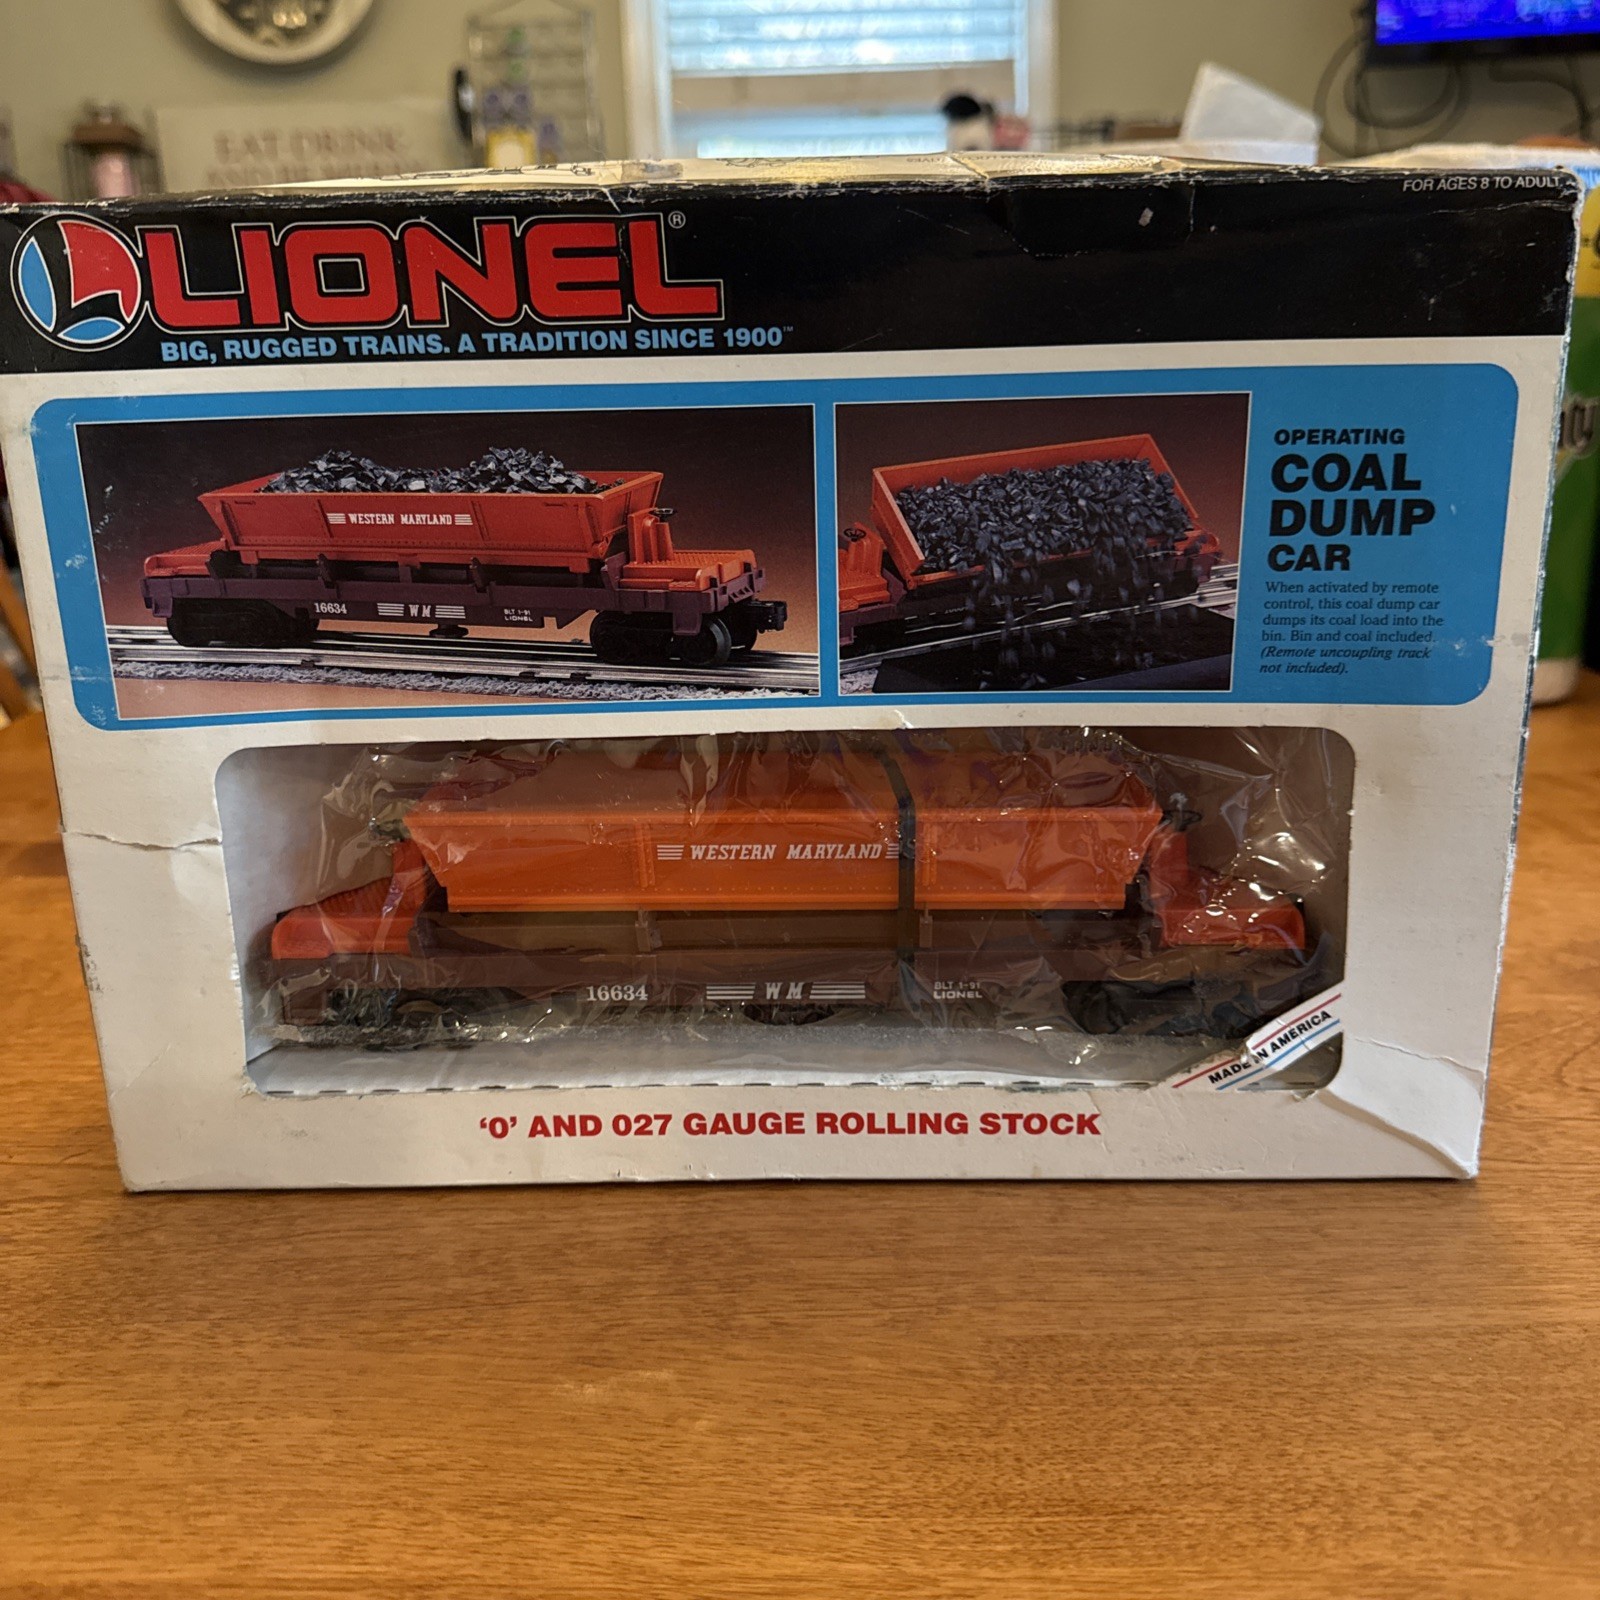 EAT DRINK
FOR AGES 8 TO ADULT
LIONEL®
BIG, RUGGED TRAINS. A TRADITION SINCE 1900™
WESTERN MARYLAND
16634 WM BLT 1-91
LIONEL
OPERATING
COAL
DUMP
CAR
When activated by remote
control, this coal dump car
dumps its coal load into the
bin. Bin and coal included.
(Remote uncoupling track
not included).
WESTERN MARYLAND
16634 WM BLT 1-91
LIONEL
MADE IN AMERICA
'O' AND 027 GAUGE ROLLING STOCK